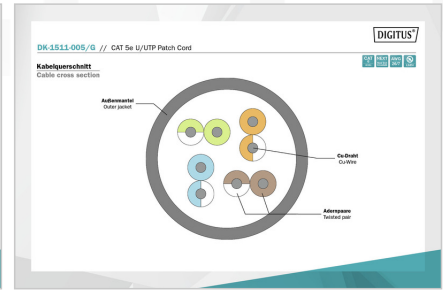 DIGITUS®
DK-1511-005/G // CAT 5e U/UTP Patch Cord
Kabelquerschnitt
Cable cross section
Außenmantel
Outer jacket
Cu-Draht
Cu-Wire
Adernpaare
Twisted pair